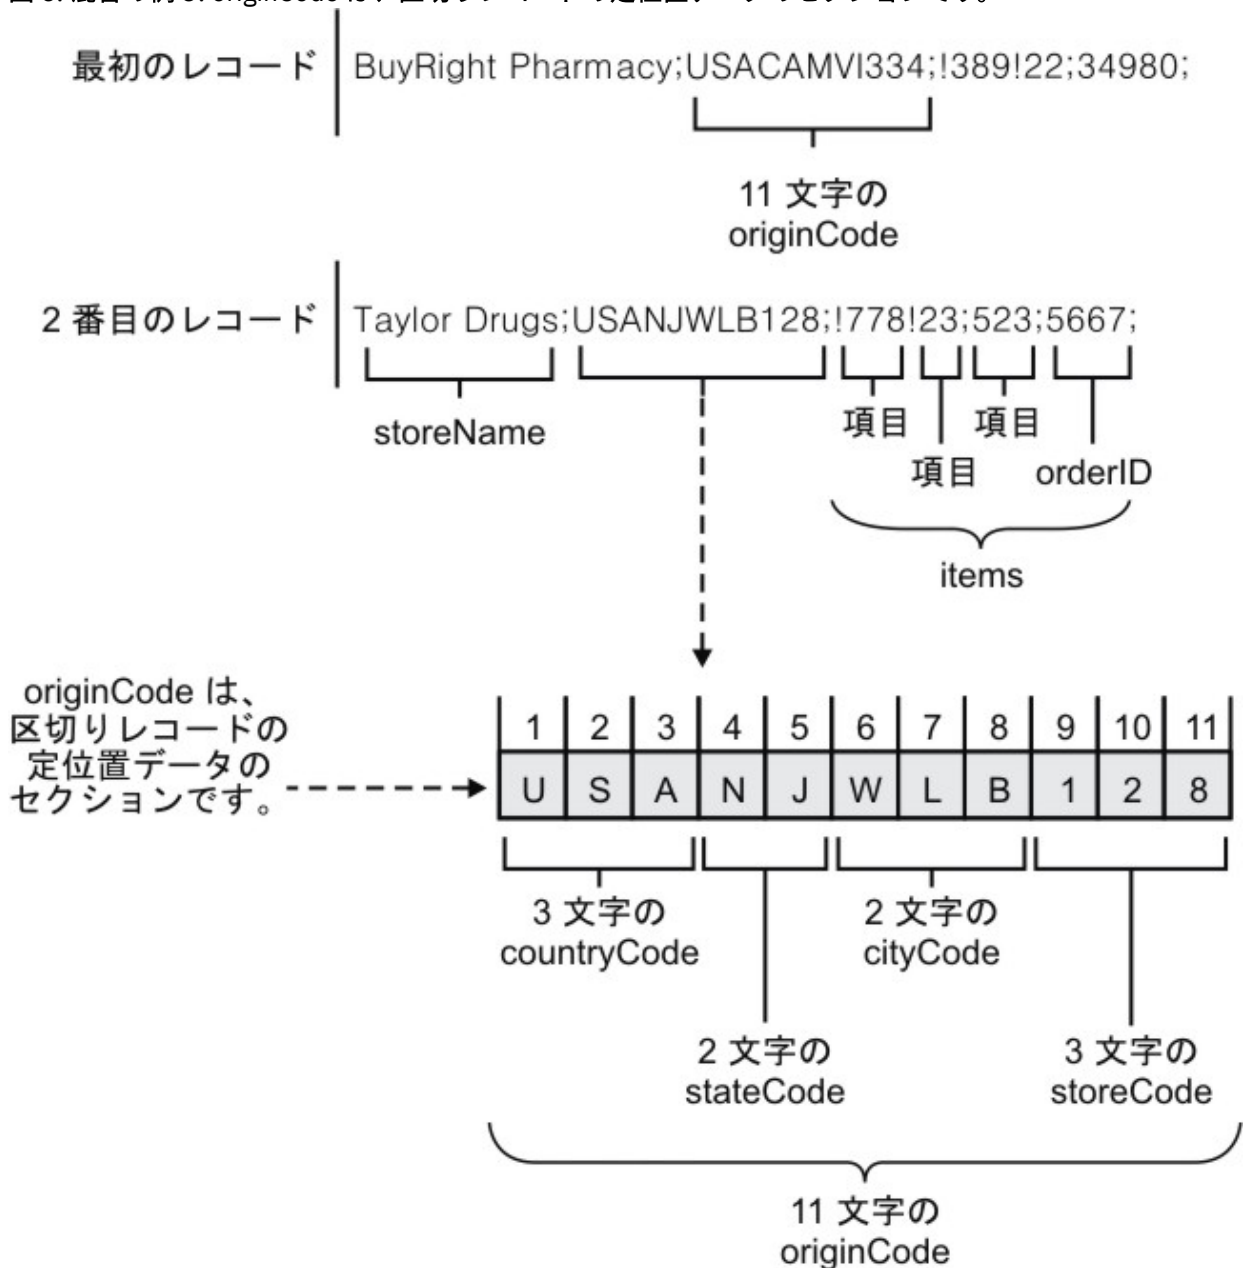 最初のレコード
BuyRight Pharmacy;USACAMVI334;!389!22;34980;
11 文字の
originCode
2 番目のレコード
Taylor Drugs;USANJWLB128;!778!23;523;5667;
storeName
項目
項目
項目
orderID
items
originCode は、
区切りレコードの
定位置データの
セクションです。
1 2 3 4 5 6 7 8 9 10 11
U S A N J W L B 1 2 8
3 文字の
countryCode
2 文字の
cityCode
2 文字の
stateCode
3 文字の
storeCode
11 文字の
originCode